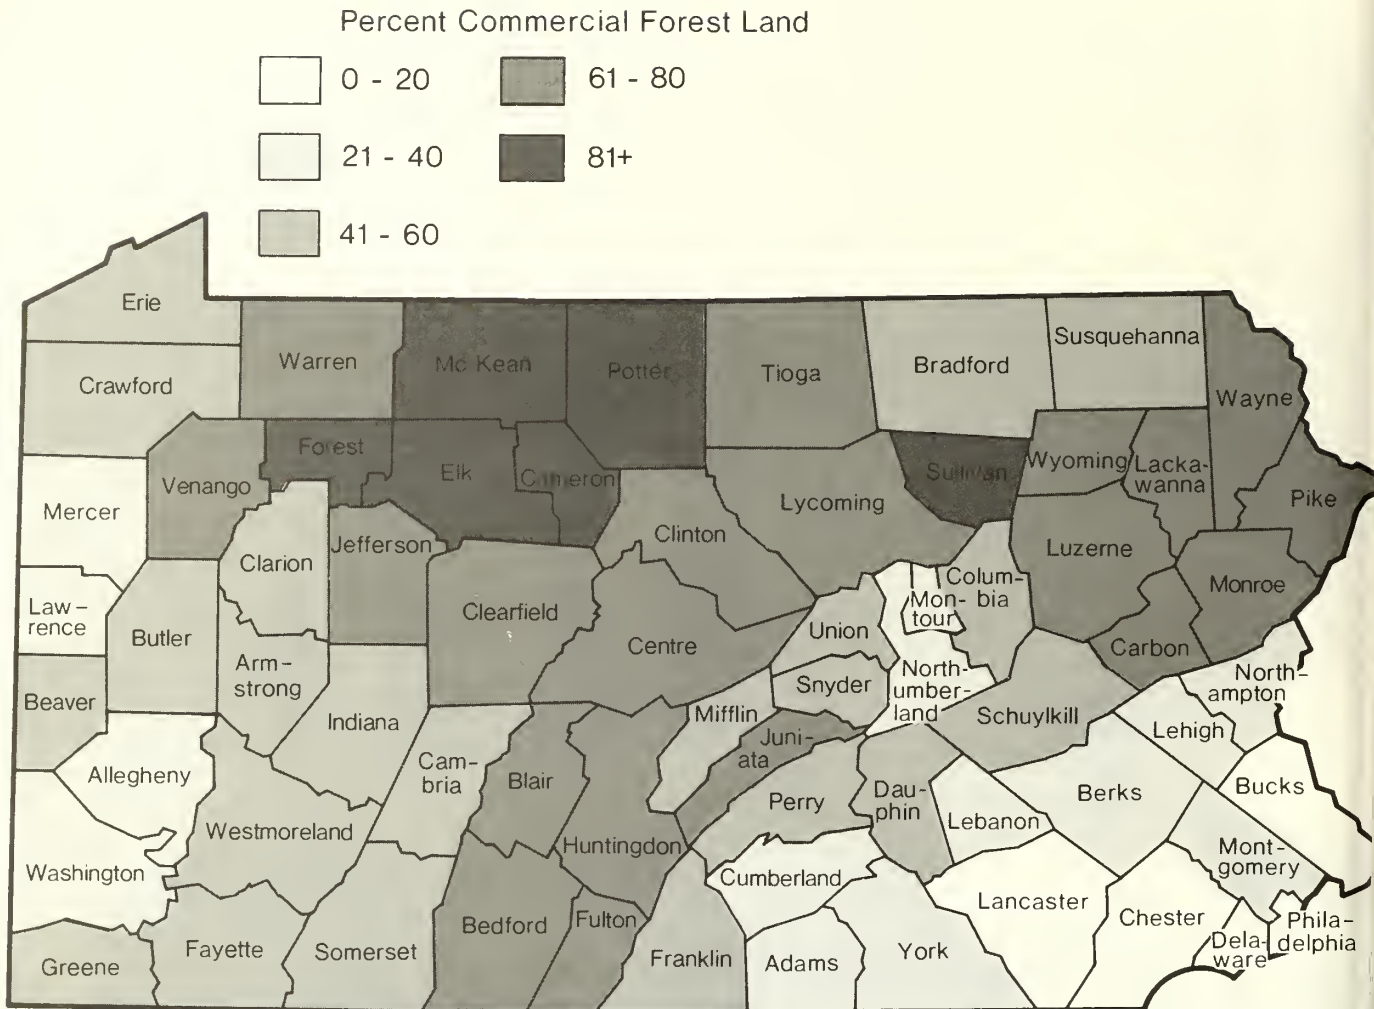 Percent Commercial Forest Land
0 - 20
61 - 80
21 - 40
81+
41 - 60
Erie
Crawford
Warren
Mc Kean
Potter
Tioga
Bradford
Susquehanna
Wayne
Forest
Venango
Elk
Cameron
Sullivan
Wyoming
Lacka-
wanna
Pike
Mercer
Clarion
Jefferson
Clinton
Lycoming
Luzerne
Monroe
Law-
rence
Butler
Clearfield
Centre
Union
Mon-
tour
Colum-
bia
Carbon
Beaver
Arm-
strong
Indiana
Snyder
North-
umber-
land
Schuylkill
North-
ampton
Lehigh
Mifflin
Juni-
ata
Allegheny
Cam-
bria
Blair
Westmoreland
Huntingdon
Perry
Dau-
phin
Lebanon
Berks
Bucks
Washington
Cumberland
Lancaster
Mont-
gomery
Chester
Dela-
ware
Phila-
delphia
Greene
Fayette
Somerset
Bedford
Fulton
Franklin
Adams
York